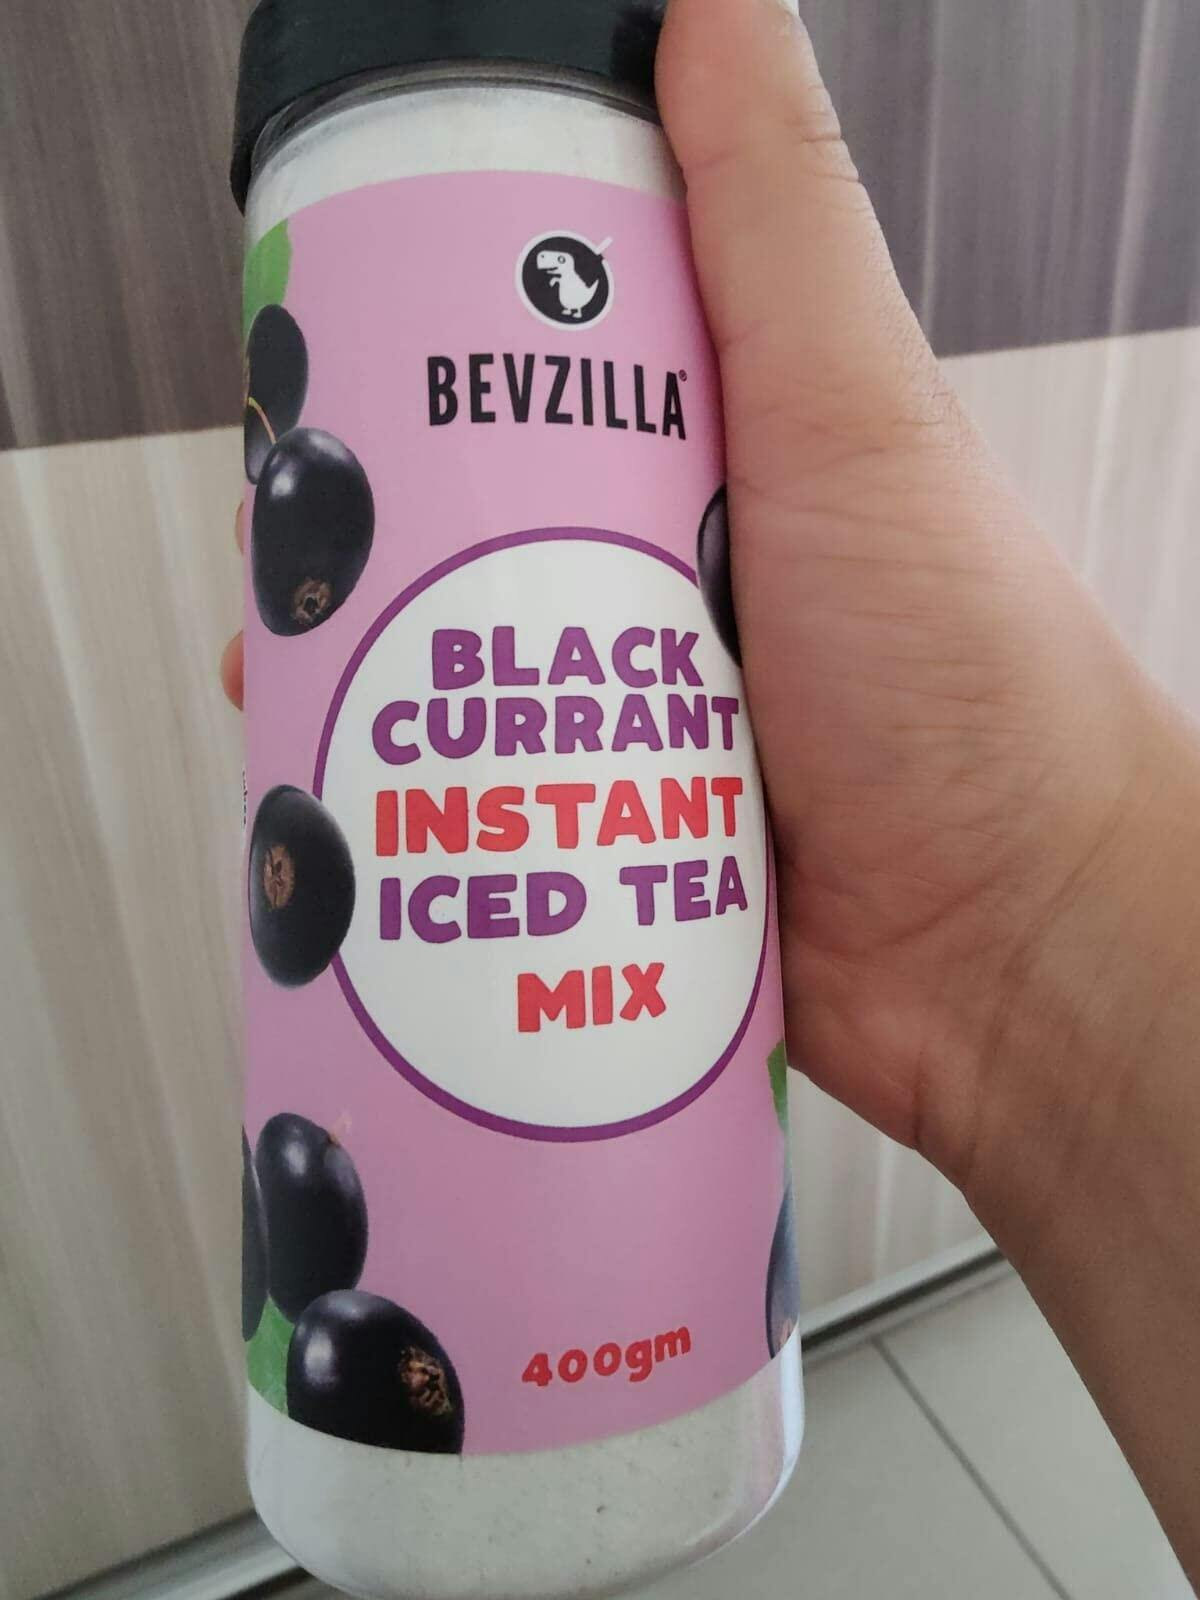 BEVZILLA®
BLACK
CURRANT
INSTANT
ICED TEA
MIX
400gm